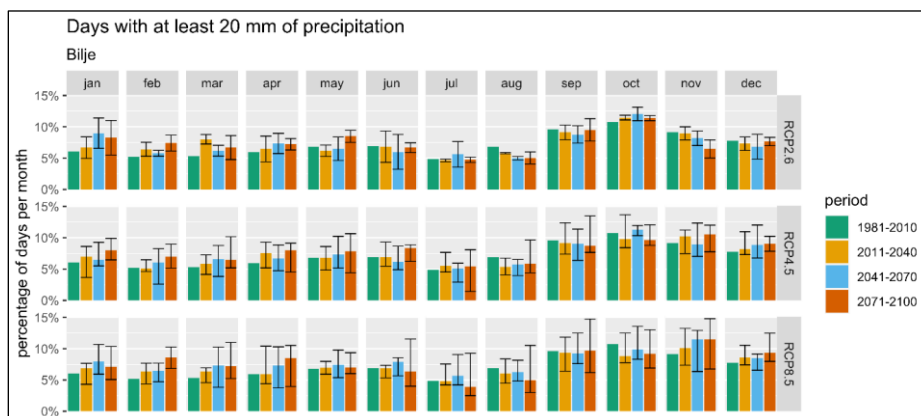 Days with at least 20 mm of precipitation
Bilje
jan feb mar apr may jun jul aug sep oct nov dec
percentage of days per month
15%
10%
5%
0%
RCP2.6
15%
10%
5%
0%
RCP4.5
15%
10%
5%
0%
RCP8.5
period
1981-2010
2011-2040
2041-2070
2071-2100